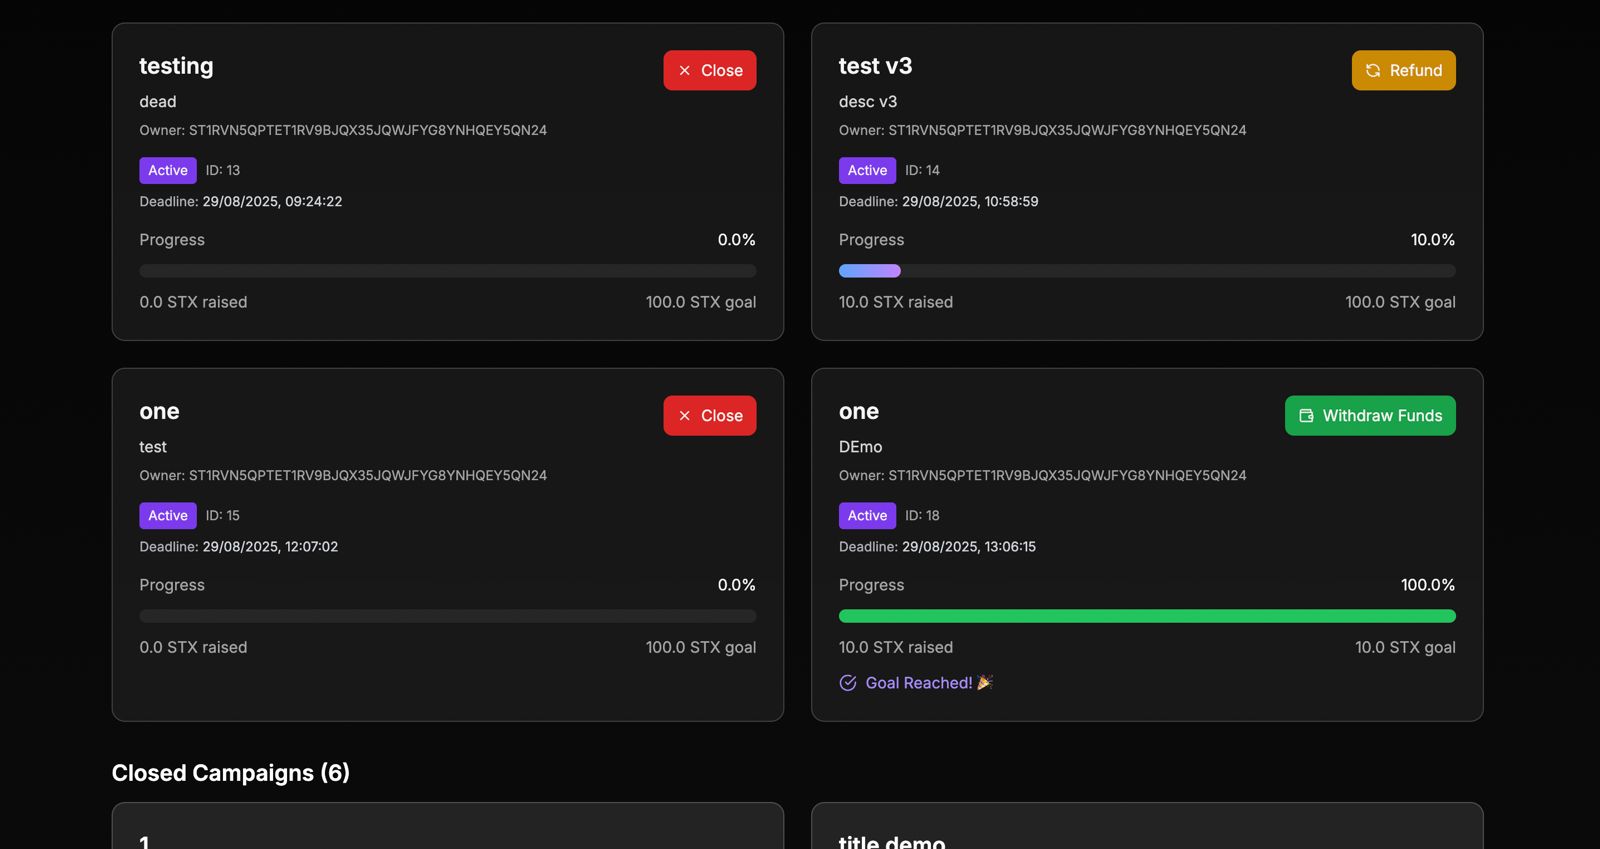 testing
Close
dead
Owner: ST1RVN5QPTET1RV9BJQX35JQWJFYG8YNHQEY5QN24
Active ID: 13
Deadline: 29/08/2025, 09:24:22
Progress 0.0%
0.0 STX raised 100.0 STX goal
test v3
Refund
desc v3
Owner: ST1RVN5QPTET1RV9BJQX35JQWJFYG8YNHQEY5QN24
Active ID: 14
Deadline: 29/08/2025, 10:58:59
Progress 10.0%
10.0 STX raised 100.0 STX goal
one
Close
test
Owner: ST1RVN5QPTET1RV9BJQX35JQWJFYG8YNHQEY5QN24
Active ID: 15
Deadline: 29/08/2025, 12:07:02
Progress 0.0%
0.0 STX raised 100.0 STX goal
one
Withdraw Funds
DEmo
Owner: ST1RVN5QPTET1RV9BJQX35JQWJFYG8YNHQEY5QN24
Active ID: 18
Deadline: 29/08/2025, 13:06:15
Progress 100.0%
10.0 STX raised 10.0 STX goal
Goal Reached! 🎉
Closed Campaigns (6)
1
title demo